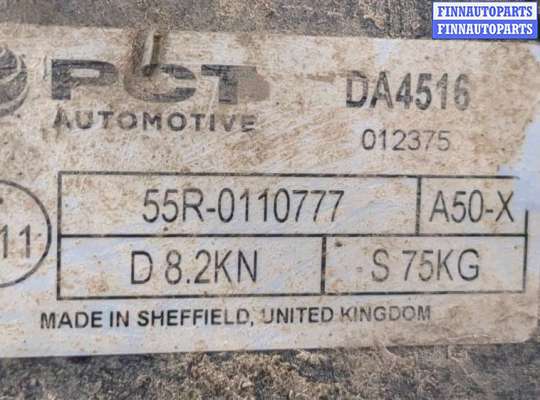 FINNAUTOPARTS
FINNAUTOPARTS
PCT DA4516
AUTOMOTIVE 012375
11 55R-0110777 A50-X
D 8.2KN S 75KG
MADE IN SHEFFIELD, UNITED KINGDOM